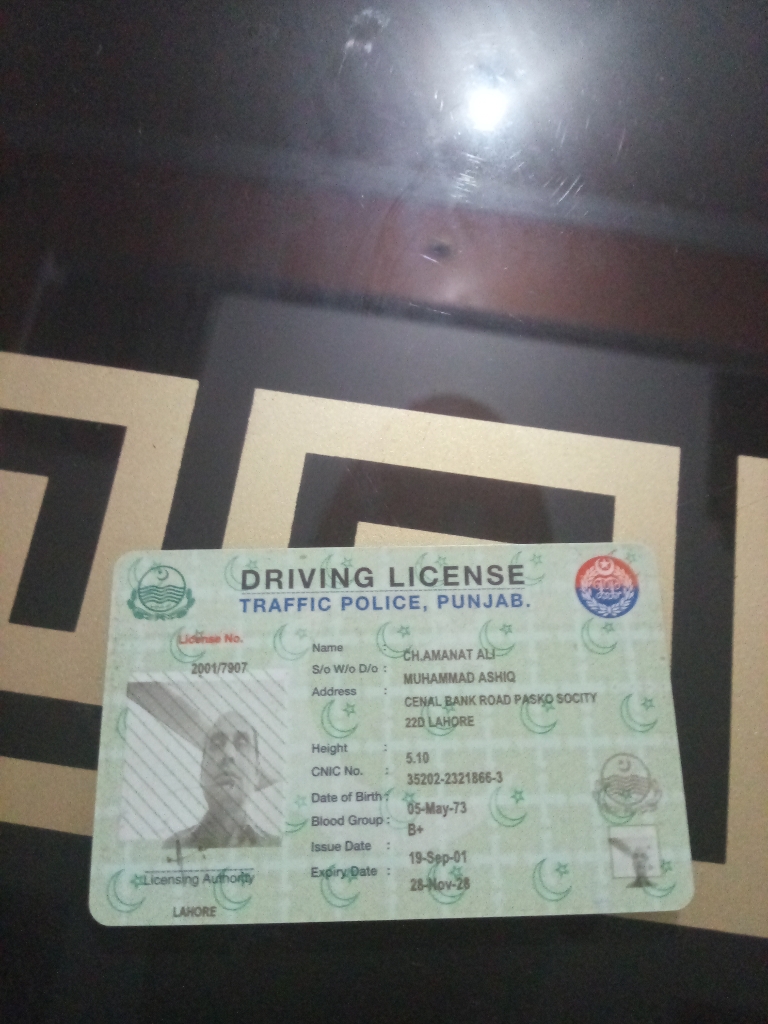 DRIVING LICENSE
TRAFFIC POLICE, PUNJAB.
License No.
2001/7907
Name : CH.AMANAT ALI
S/o W/o D/o : MUHAMMAD ASHIQ
Address : CENAL BANK ROAD PASKO SOCITY
22D LAHORE
Height : 5.10
CNIC No. : 35202-2321866-3
Date of Birth : 05-May-73
Blood Group : B+
Issue Date : 19-Sep-01
Expiry Date : 28-Nov-26
Licensing Authority
LAHORE